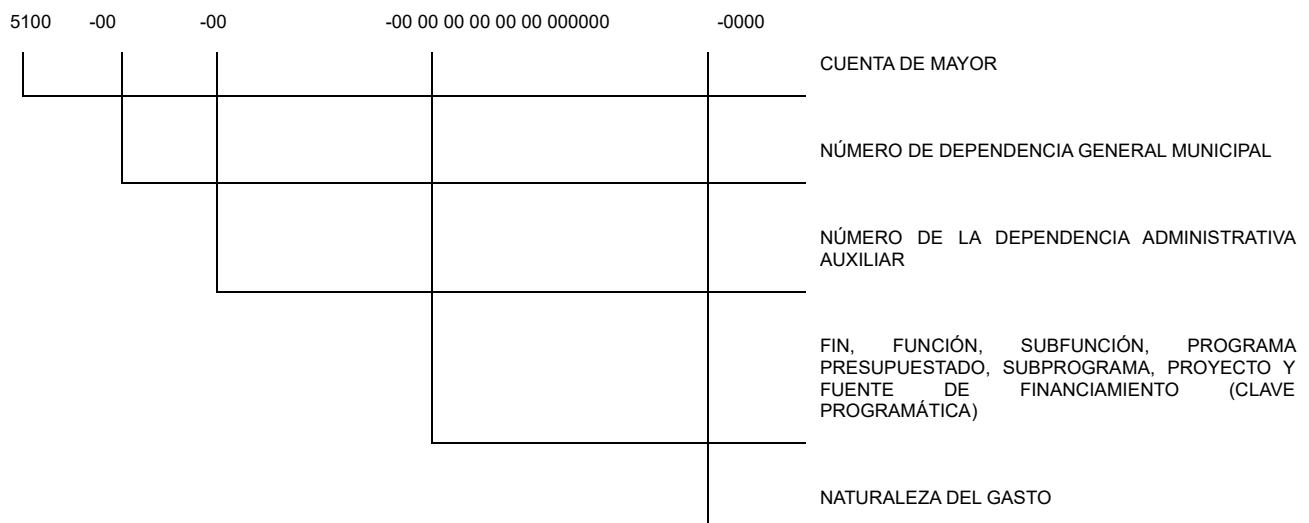 5100 -00 -00 -00 00 00 00 00 00 000000 -0000
CUENTA DE MAYOR
NÚMERO DE DEPENDENCIA GENERAL MUNICIPAL
NÚMERO DE LA DEPENDENCIA ADMINISTRATIVA
AUXILIAR
FIN, FUNCIÓN, SUBFUNCIÓN, PROGRAMA
PRESUPUESTADO, SUBPROGRAMA, PROYECTO Y
FUENTE DE FINANCIAMIENTO (CLAVE
PROGRAMÁTICA)
NATURALEZA DEL GASTO